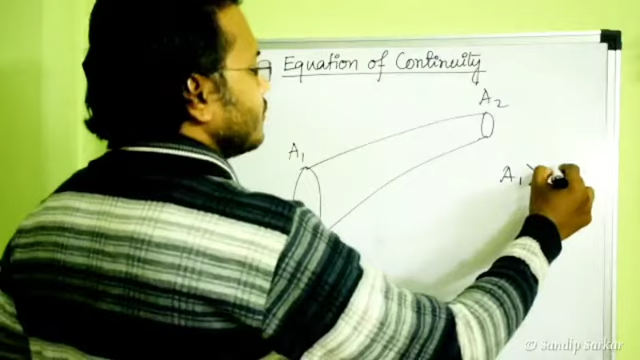 Equation of Continuity
A₂
A₁
A₁ >
© Sandip Sarkar